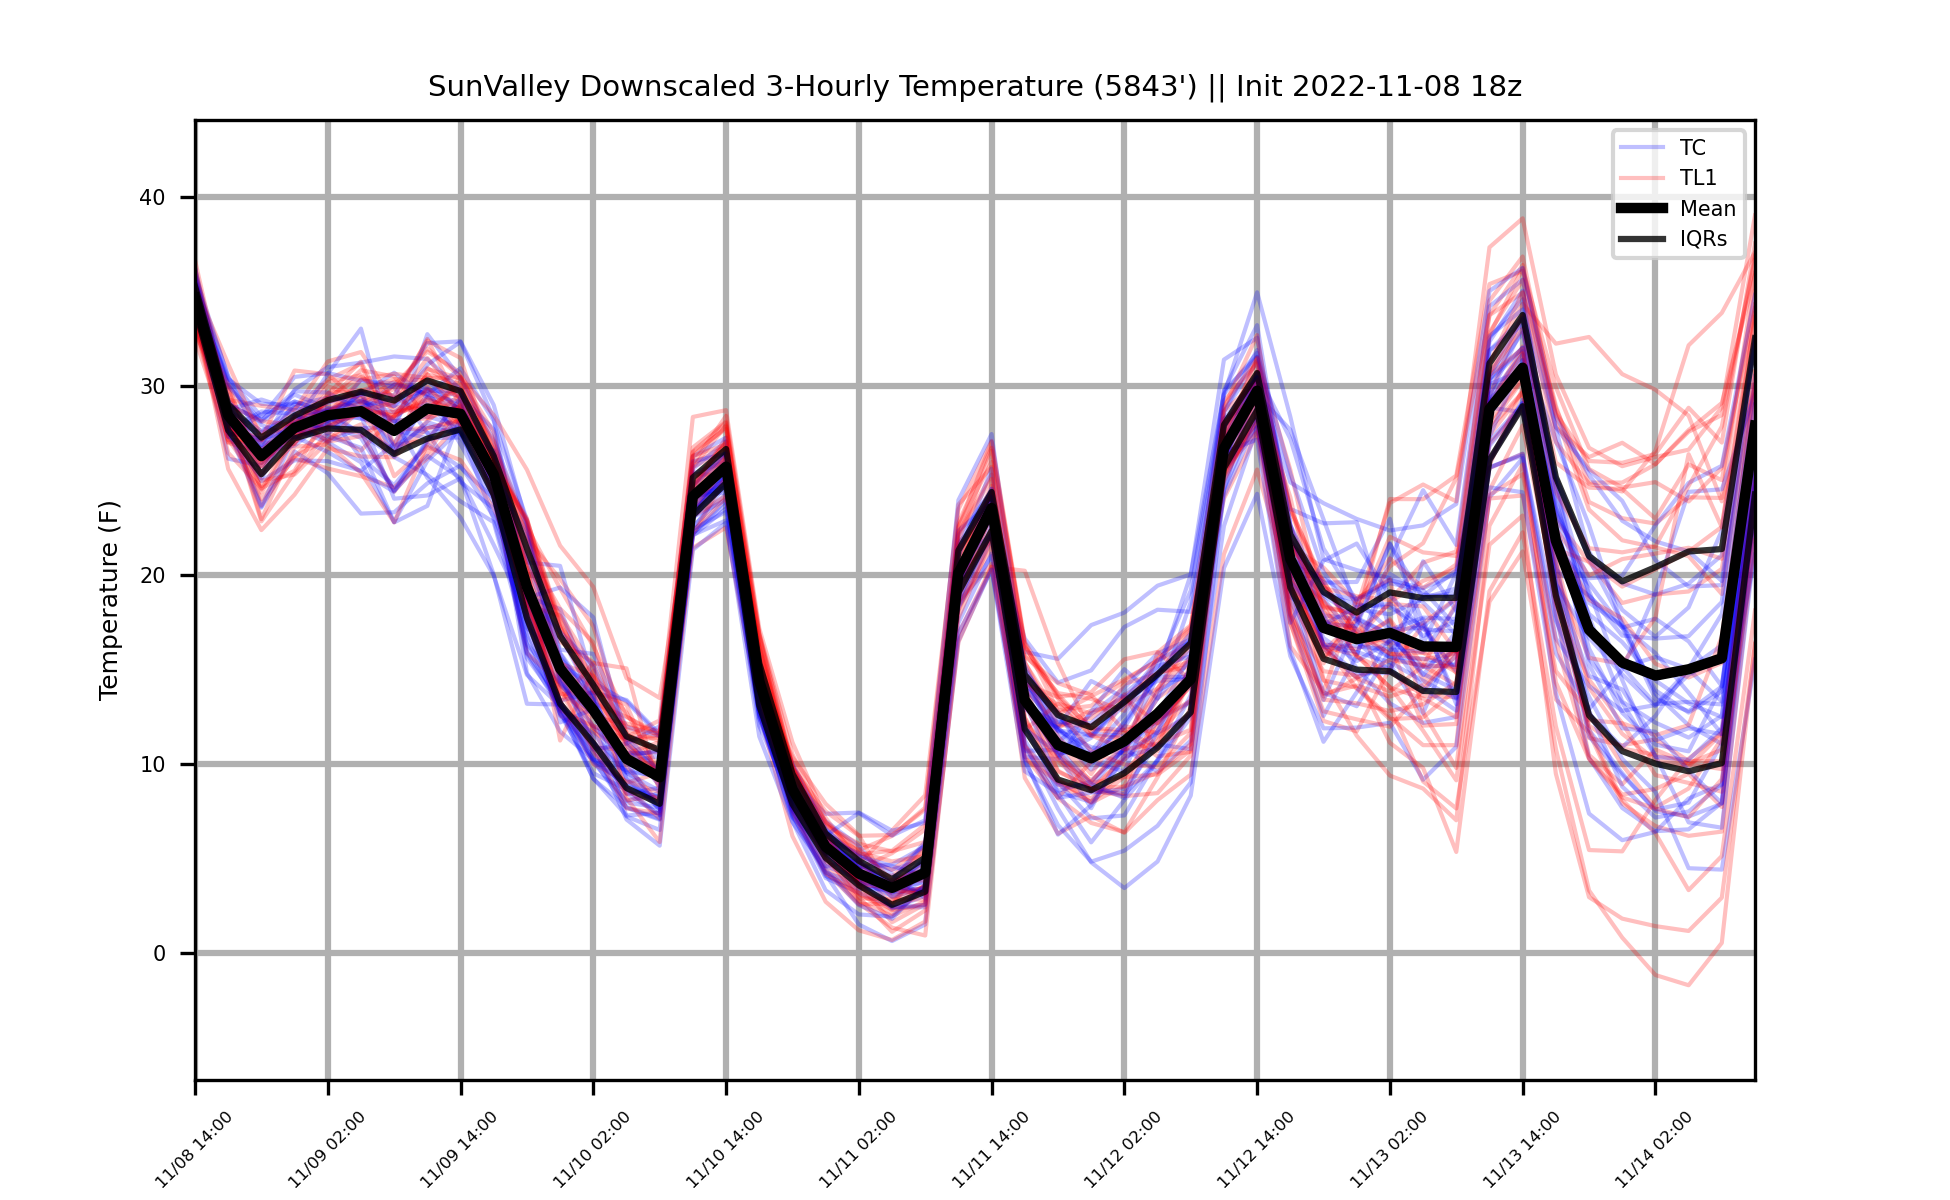 SunValley Downscaled 3-Hourly Temperature (5843') || Init 2022-11-08 18z
TC
TL1
Mean
IQRs
Temperature (F)
40
30
20
10
0
11/08 14:00
11/09 02:00
11/09 14:00
11/10 02:00
11/10 14:00
11/11 02:00
11/11 14:00
11/12 02:00
11/12 14:00
11/13 02:00
11/13 14:00
11/14 02:00